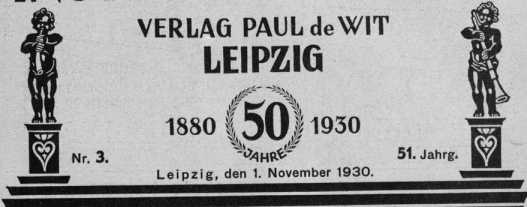 VERLAG PAUL de WIT
LEIPZIG
1880 50 1930
JAHRE
Nr. 3.
51. Jahrg.
Leipzig, den 1. November 1930.